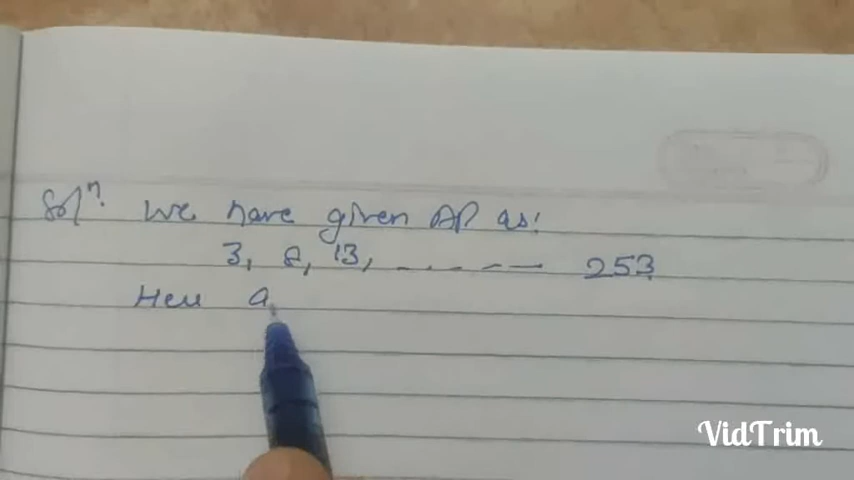 Solⁿ. We have given AP as:
3, 8, 13, ------ 253
Here a
VidTrim